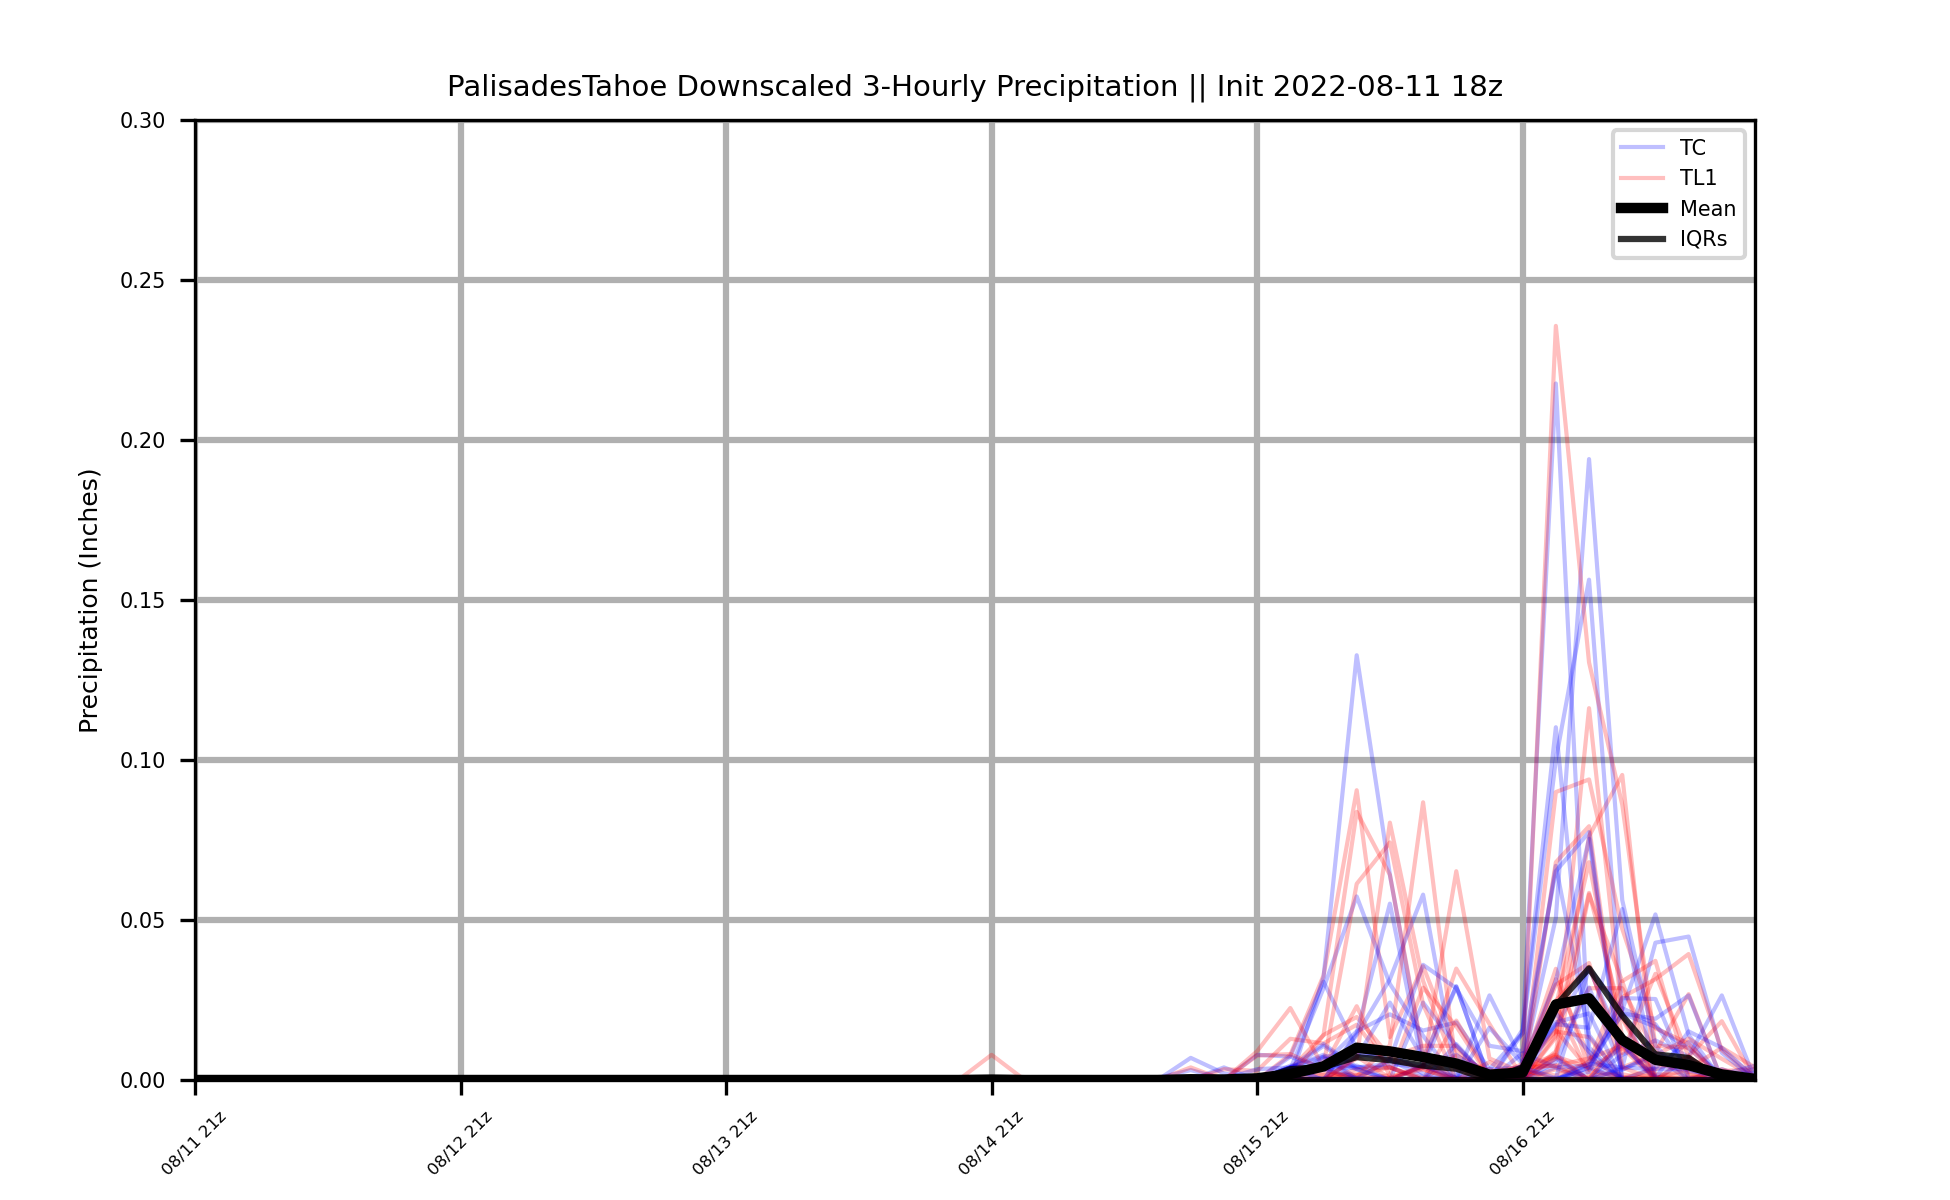 PalisadesTahoe Downscaled 3-Hourly Precipitation || Init 2022-08-11 18z
0.30
0.25
0.20
0.15
0.10
0.05
0.00
Precipitation (Inches)
TC
TL1
Mean
IQRs
08/11 21z
08/12 21z
08/13 21z
08/14 21z
08/15 21z
08/16 21z